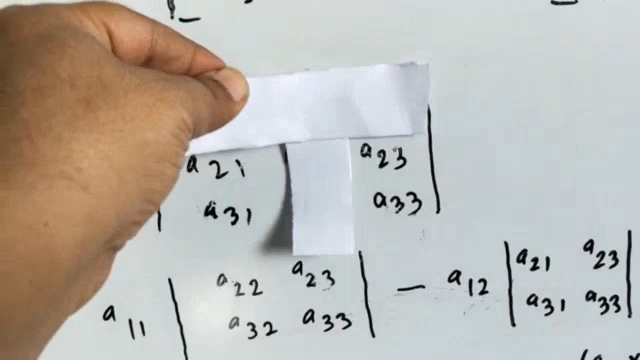 a21 a23
a31 a33
a11 | a22 a23 | - a12 | a21 a23 |
| a32 a33 | | a31 a33 |